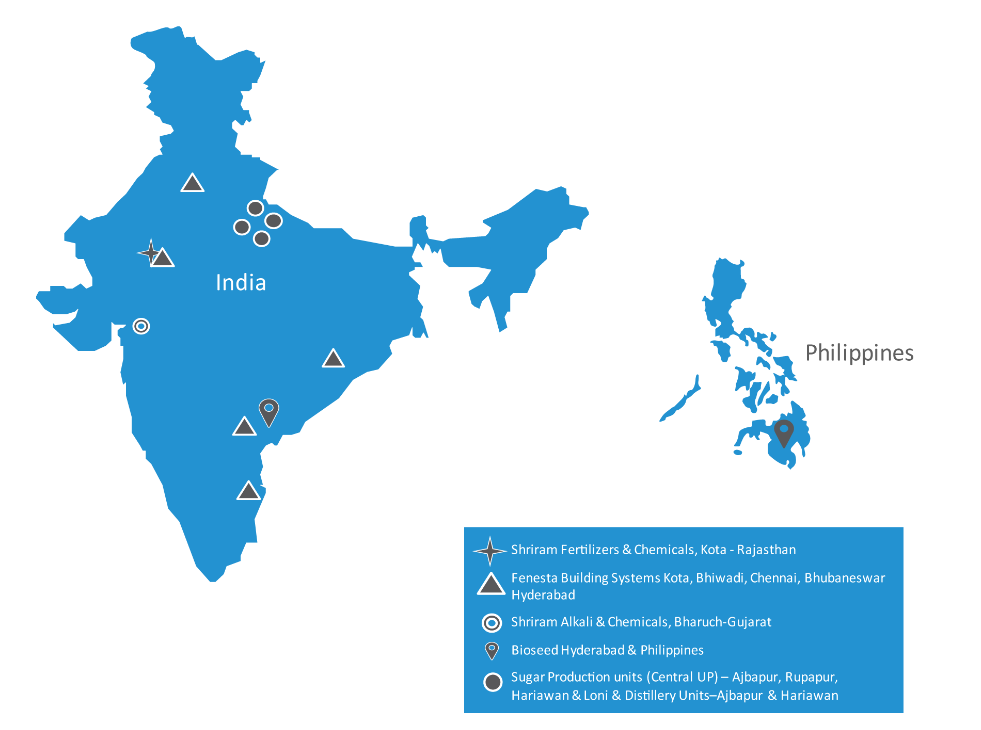 India
Philippines
Shriram Fertilizers & Chemicals, Kota - Rajasthan
Fenesta Building Systems Kota, Bhiwadi, Chennai, Bhubaneswar
Hyderabad
Shriram Alkali & Chemicals, Bharuch-Gujarat
Bioseed Hyderabad & Philippines
Sugar Production units (Central UP) – Ajbapur, Rupapur,
Hariawan & Loni & Distillery Units–Ajbapur & Hariawan